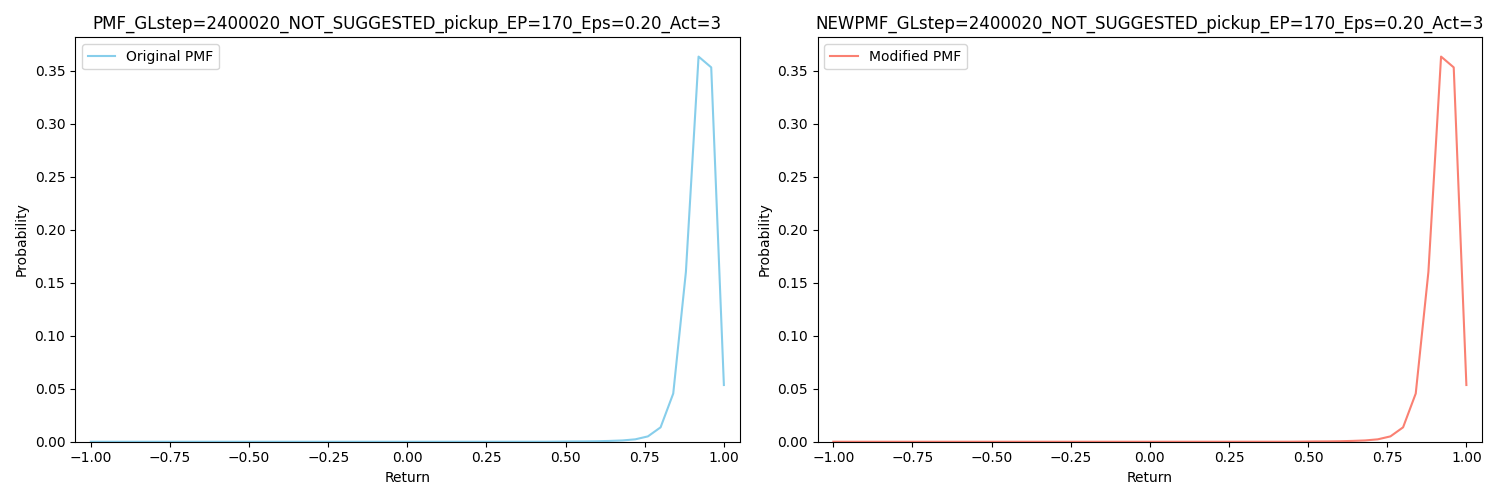 PMF_GLstep=2400020_NOT_SUGGESTED_pickup_EP=170_Eps=0.20_Act=3
Original PMF
Probability
0.35
0.30
0.25
0.20
0.15
0.10
0.05
0.00
−1.00 −0.75 −0.50 −0.25 0.00 0.25 0.50 0.75 1.00
Return
NEWPMF_GLstep=2400020_NOT_SUGGESTED_pickup_EP=170_Eps=0.20_Act=3
Modified PMF
Probability
0.35
0.30
0.25
0.20
0.15
0.10
0.05
0.00
−1.00 −0.75 −0.50 −0.25 0.00 0.25 0.50 0.75 1.00
Return